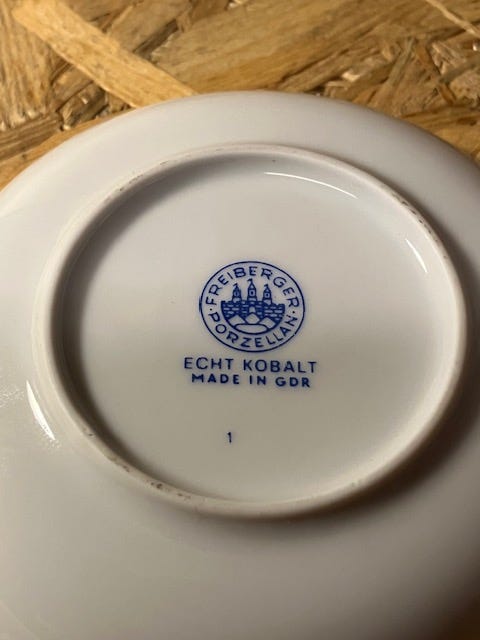 FREIBERGER
PORZELLAN
ECHT KOBALT
MADE IN GDR
1